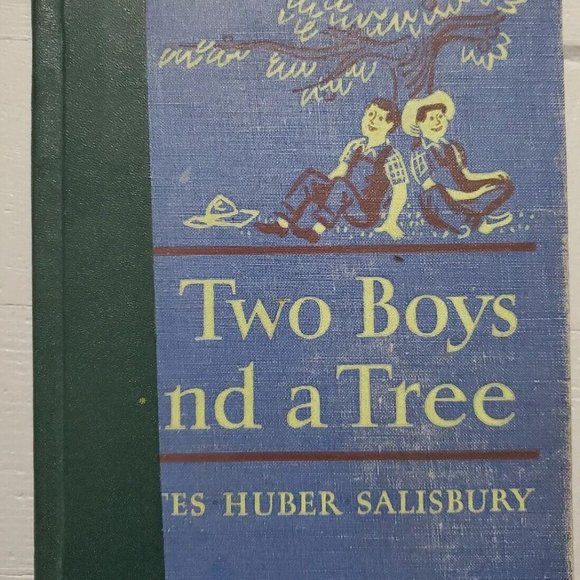 Two Boys
nd a Tree
TES HUBER SALISBURY